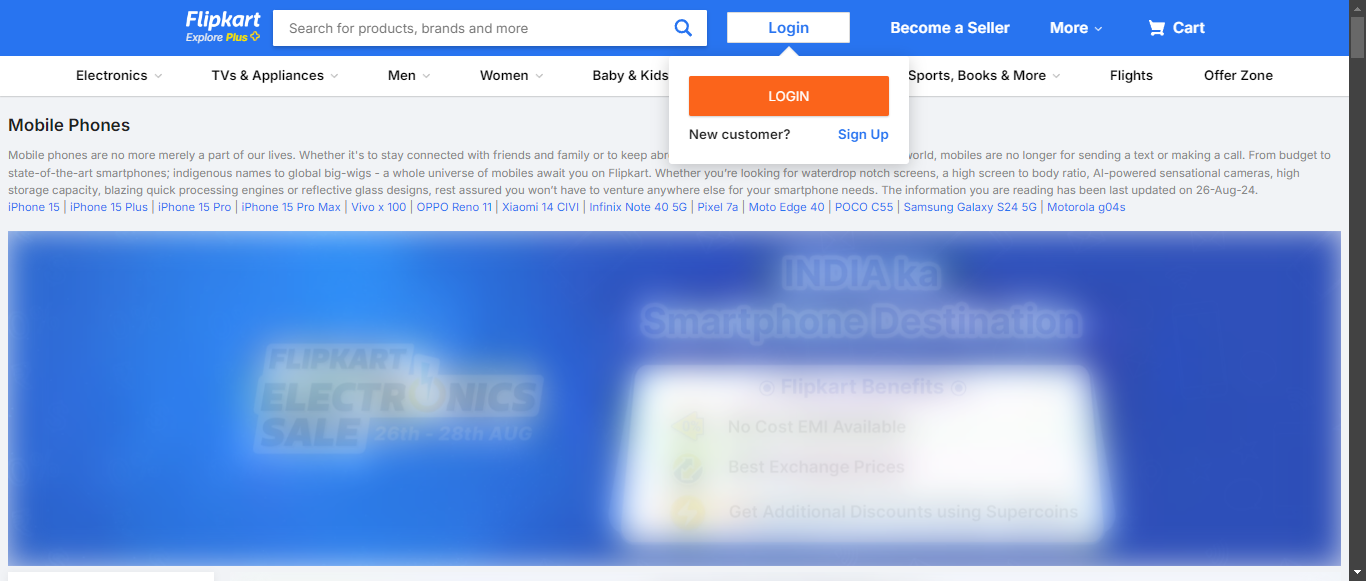 Flipkart
Explore Plus
Search for products, brands and more
Login
Become a Seller
More
Cart
Electronics
TVs & Appliances
Men
Women
Baby & Kids
Sports, Books & More
Flights
Offer Zone
LOGIN
New customer?
Sign Up
Mobile Phones
Mobile phones are no more merely a part of our lives. Whether it's to stay connected with friends and family or to keep world, mobiles are no longer for sending a text or making a call. From budget to
state-of-the-art smartphones; indigenous names to global big-wigs - a whole universe of mobiles await you on Flipkart. Whether you're looking for waterdrop notch screens, a high screen to body ratio, AI-powered sensational cameras, high
storage capacity, blazing quick processing engines or reflective glass designs, rest assured you won't have to venture anywhere else for your smartphone needs. The information you are reading has been last updated on 26-Aug-24.
iPhone 15 | iPhone 15 Plus | iPhone 15 Pro | iPhone 15 Pro Max | Vivo x 100 | OPPO Reno 11 | Xiaomi 14 CIVI | Infinix Note 40 5G | Pixel 7a | Moto Edge 40 | POCO C55 | Samsung Galaxy S24 5G | Motorola g04s
INDIA ka
Smartphone Destination
FLIPKART
ELECTRONICS
SALE 26th - 28th AUG
Flipkart Benefits
No Cost EMI Available
Best Exchange Prices
Get Additional Discounts using Supercoins